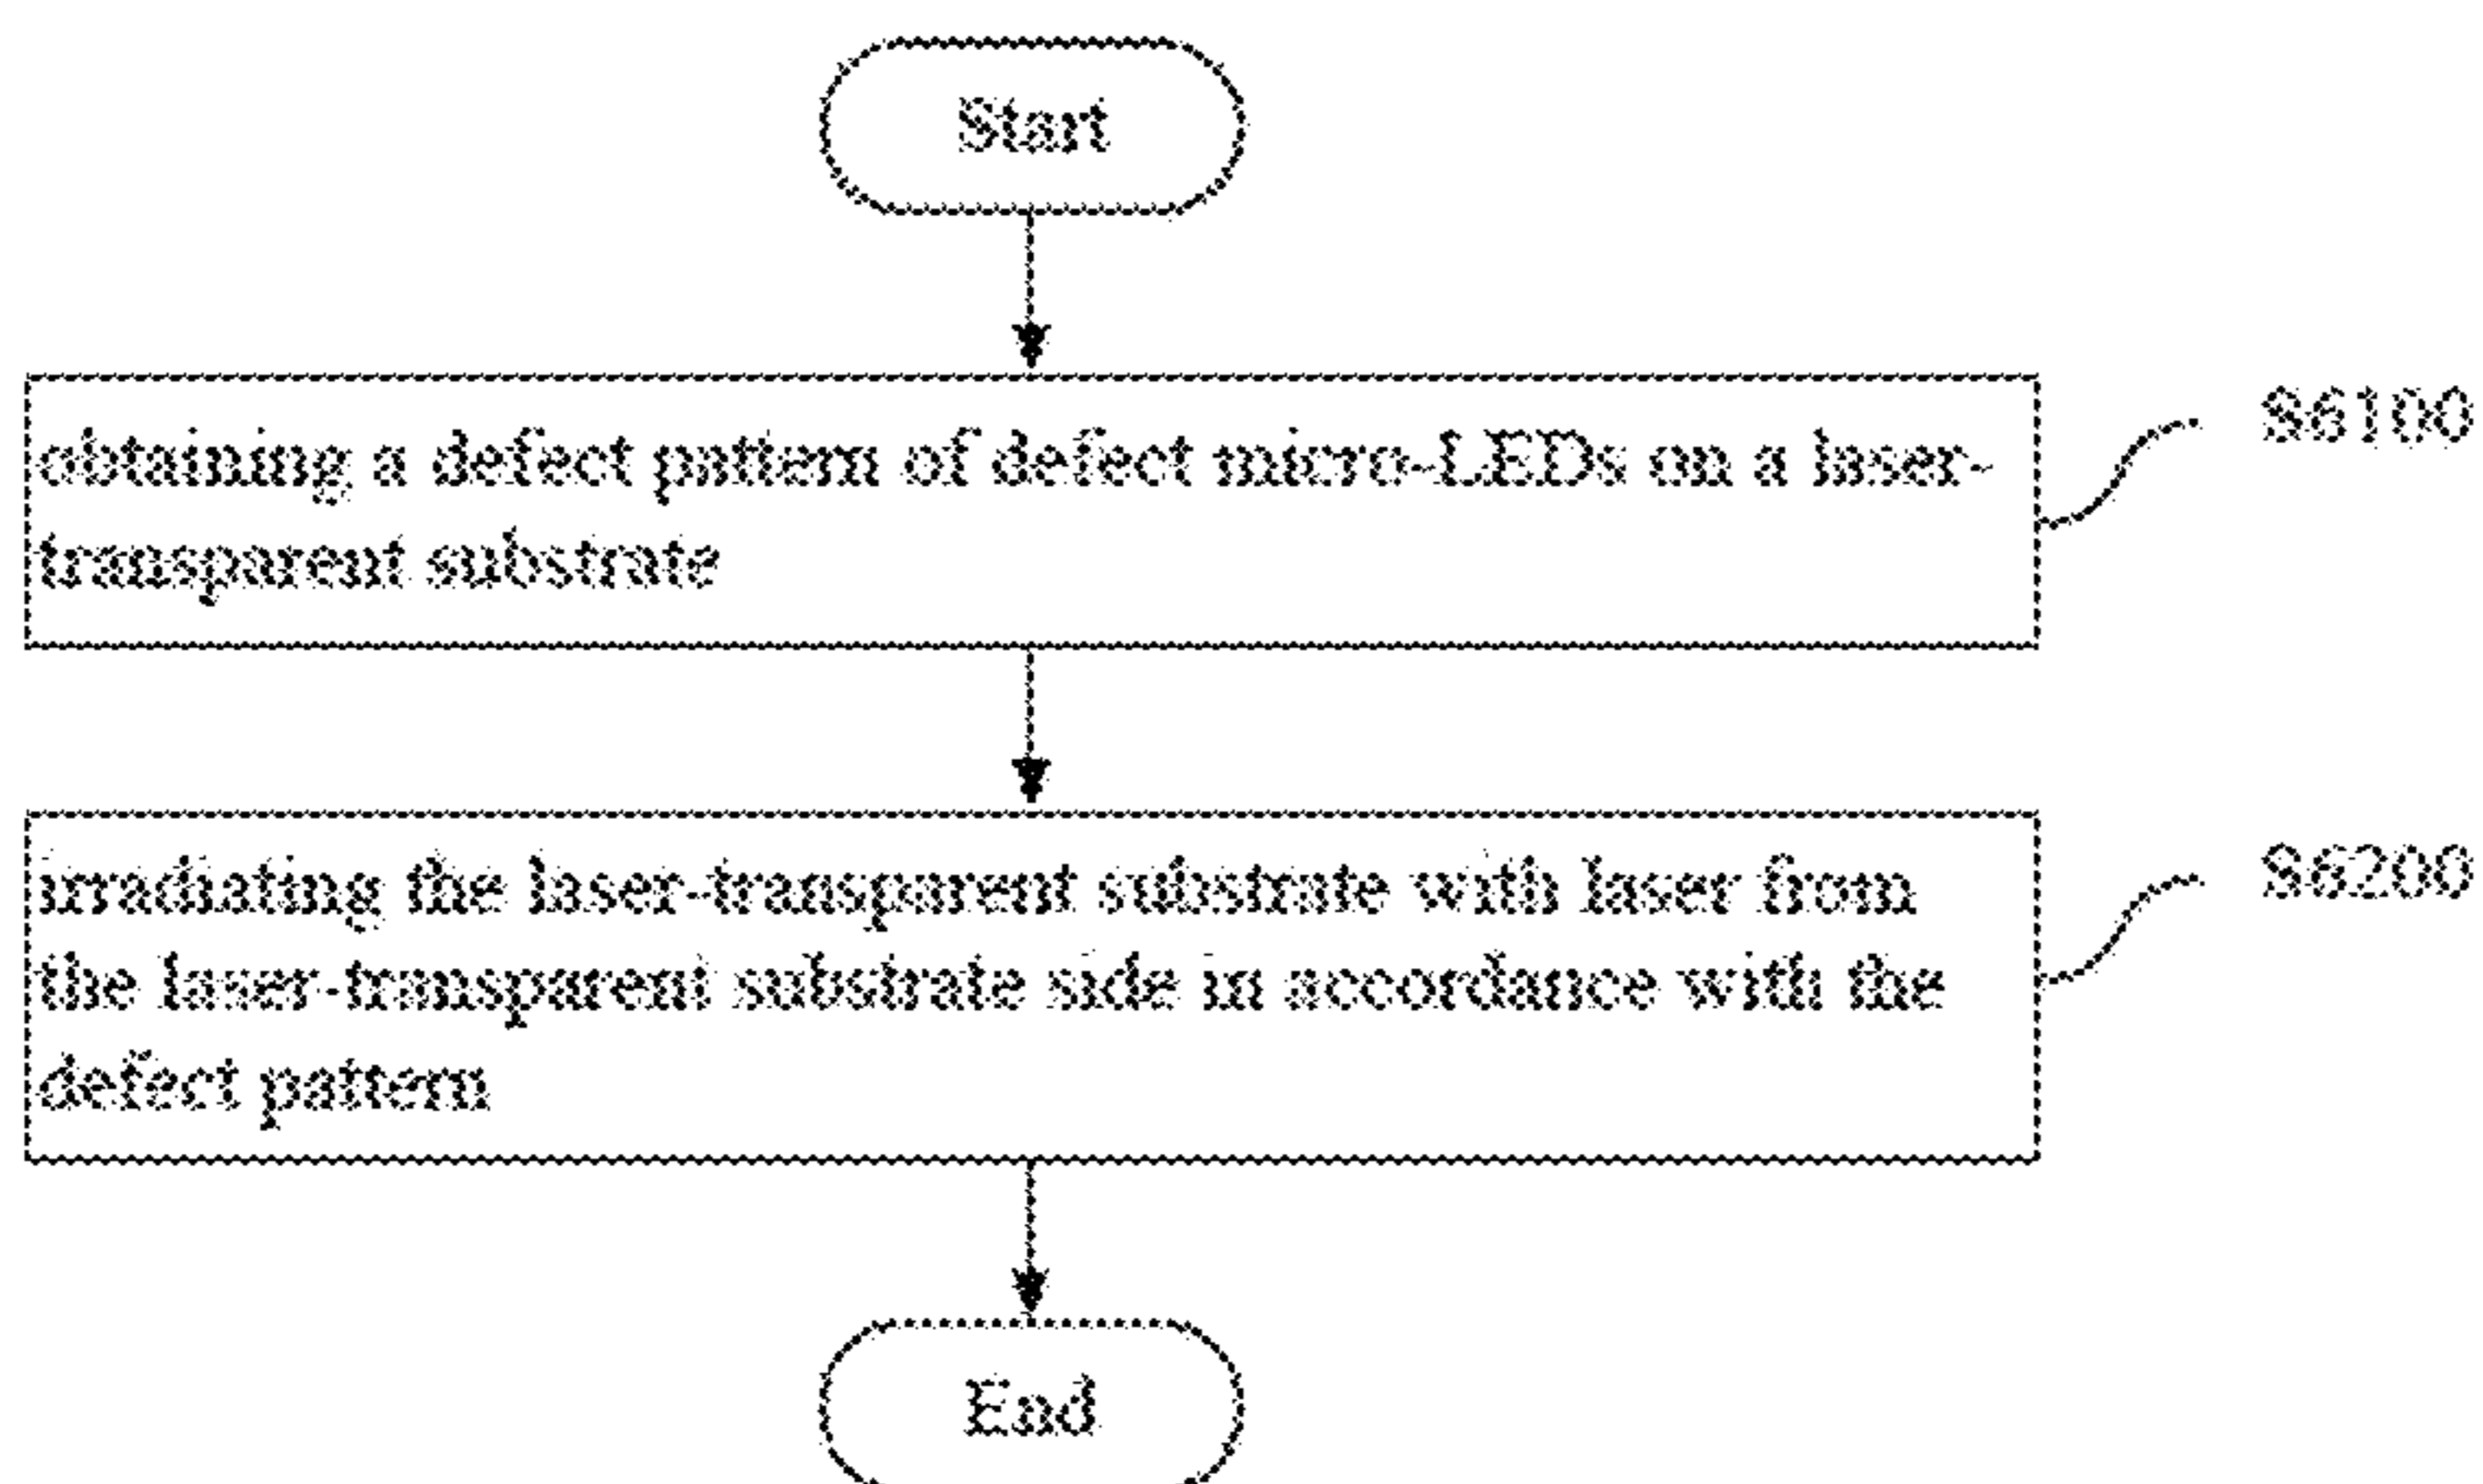 Start
obtaining a defect pattern of defect micro-LEDs on a laser-
transparent substrate
S6100
irradiating the laser-transparent substrate with laser from
the laser-transparent substrate side in accordance with the
defect pattern
S6200
End